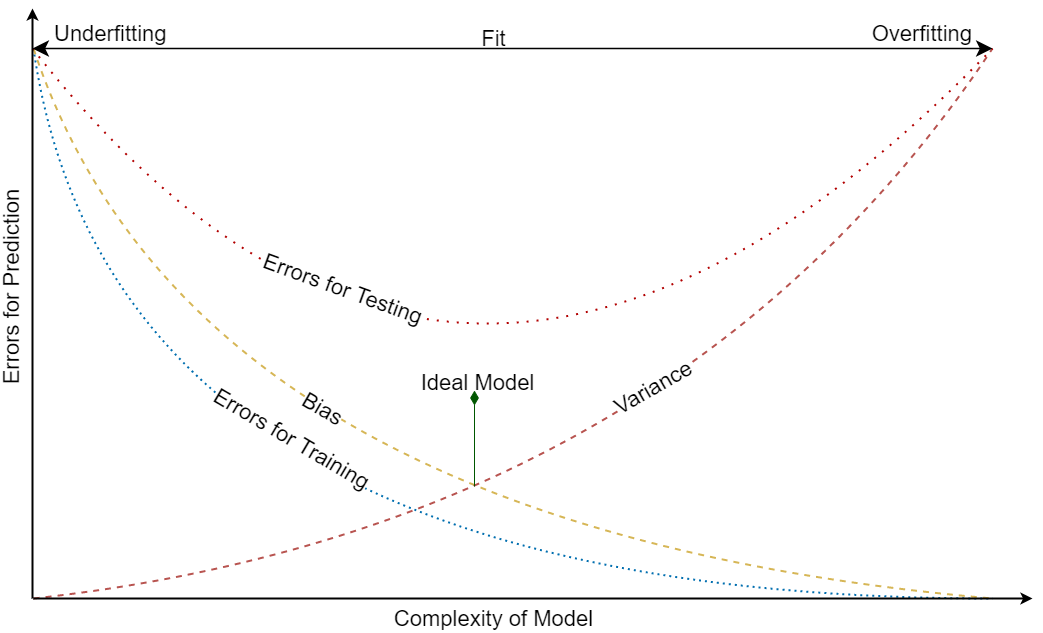 Underfitting
Fit
Overfitting
Errors for Prediction
Errors for Testing
Ideal Model
Variance
Bias
Errors for Training
Complexity of Model